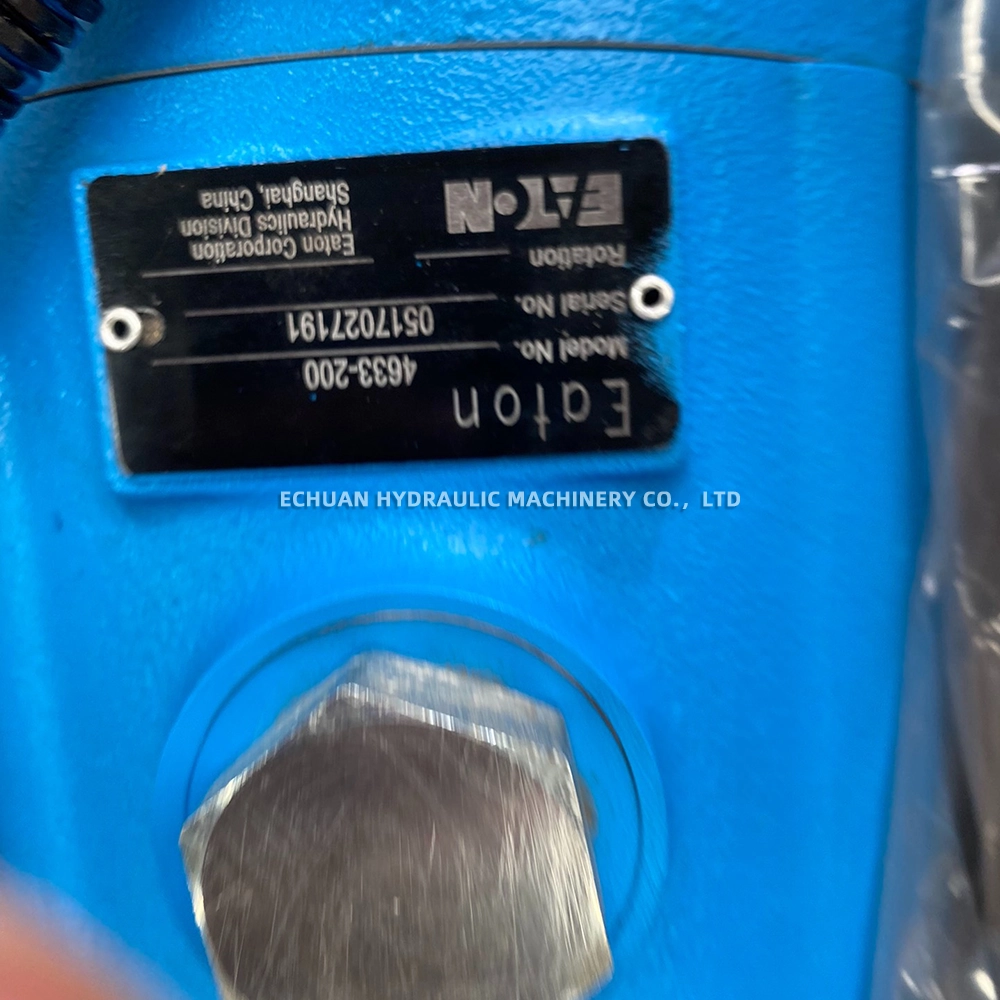 Eaton
Model No. 4633-200
Serial No. 0517027191
Rotation
EATON
Eaton Corporation
Hydraulics Division
Shanghai, China
ECHUAN HYDRAULIC MACHINERY CO., LTD